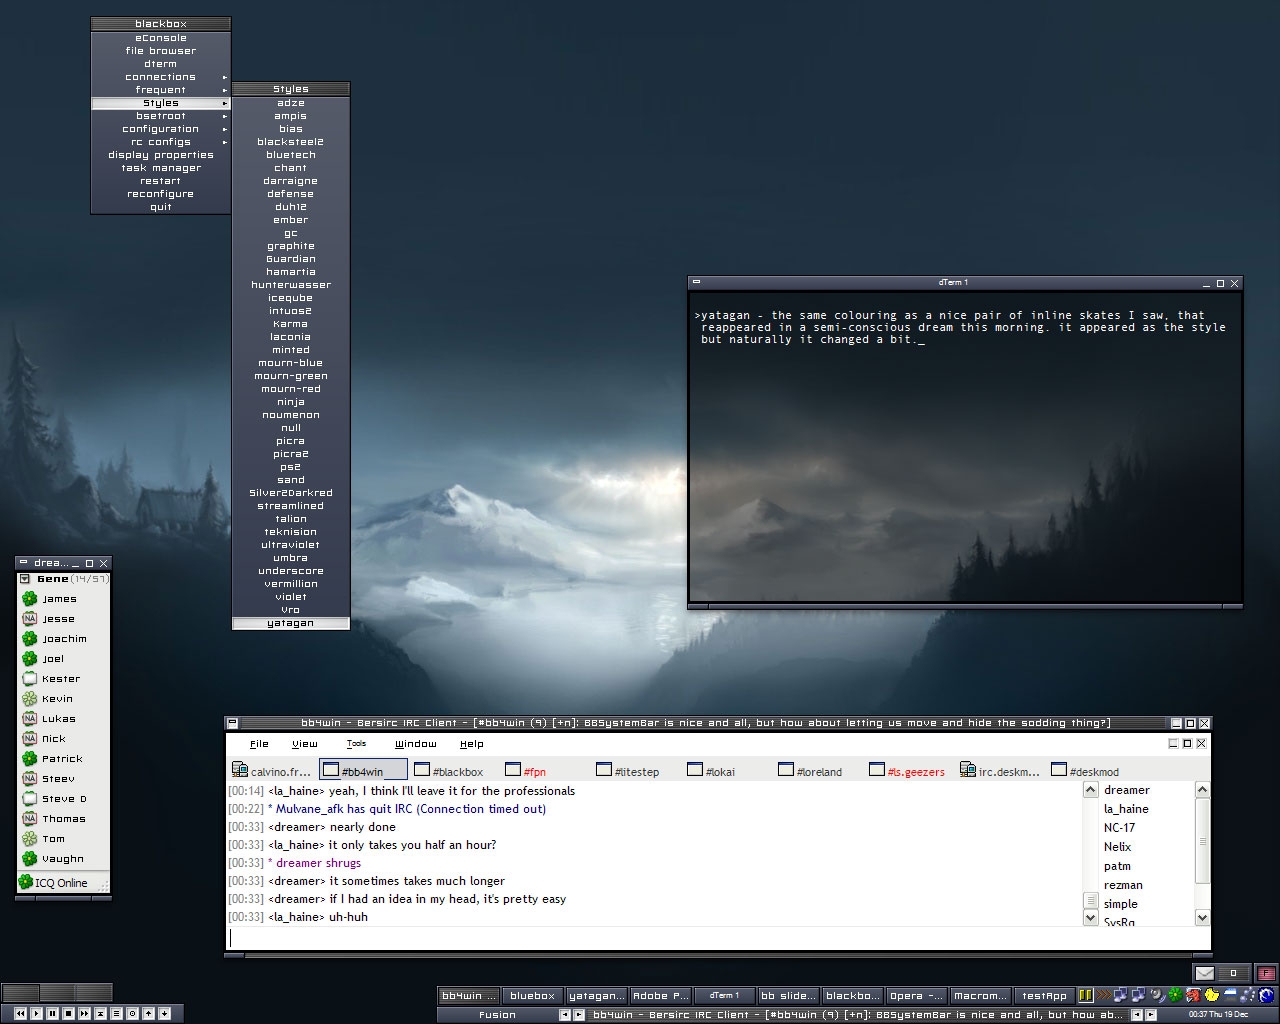 blackbox
eConsole
file browser
dterm
connections
frequent
Styles
bsetroot
configuration
rc configs
display properties
task manager
restart
reconfigure
quit
Styles
adze
ampis
bias
blacksteel2
bluetech
chant
darraigne
defense
duh12
ember
gc
graphite
Guardian
hamartia
hunterwasser
iceqube
intuos2
Karma
laconia
minted
mourn-blue
mourn-green
mourn-red
ninja
noumenon
null
picra
picra2
ps2
sand
Silver2Darkred
streamlined
talion
teknision
ultraviolet
umbra
underscore
vermillion
violet
Vro
yatagan
dTerm 1
>yatagan - the same colouring as a nice pair of inline skates I saw, that
reappeared in a semi-conscious dream this morning. it appeared as the style
but naturally it changed a bit._
drea...
Gene (14/57)
James
NA Jesse
Joachim
Joel
Kester
Kevin
NA Lukas
NA Nick
Patrick
NA Steev
Steve D
NA Thomas
Tom
Vaughn
ICQ Online
bb4win - Bersirc IRC Client - [#bb4win (9) [+n]: BBSystemBar is nice and all, but how about letting us move and hide the sodding thing?]
File View Tools Window Help
calvino.fr... #bb4win #blackbox #fpn #litestep #lokai #loreland #ls.geezers irc.deskm... #deskmod
[00:14] <la_haine> yeah, I think I'll leave it for the professionals
[00:22] * Mulvane_afk has quit IRC (Connection timed out)
[00:33] <dreamer> nearly done
[00:33] <la_haine> it only takes you half an hour?
[00:33] * dreamer shrugs
[00:33] <dreamer> it sometimes takes much longer
[00:33] <dreamer> if I had an idea in my head, it's pretty easy
[00:33] <la_haine> uh-huh
dreamer
la_haine
NC-17
Nelix
patm
rezman
simple
SysRq
0 F
bb4win ... bluebox yatagan... Adobe P... dTerm 1 bb slide... blackbo... Opera -... Macrom... testApp
Fusion bb4win - Bersirc IRC Client - [#bb4win (9) [+n]: BBSystemBar is nice and all, but how ab... 00:37 Thu 19 Dec